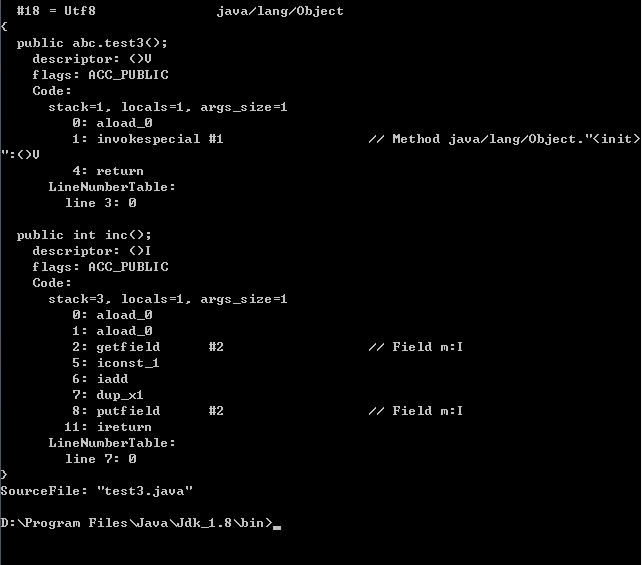 #18 = Utf8               java/lang/Object
{
  public abc.test3();
    descriptor: ()V
    flags: ACC_PUBLIC
    Code:
      stack=1, locals=1, args_size=1
         0: aload_0
         1: invokespecial #1                  // Method java/lang/Object."<init>
":()V
         4: return
      LineNumberTable:
        line 3: 0
  public int inc();
    descriptor: ()I
    flags: ACC_PUBLIC
    Code:
      stack=3, locals=1, args_size=1
         0: aload_0
         1: aload_0
         2: getfield      #2                  // Field m:I
         5: iconst_1
         6: iadd
         7: dup_x1
         8: putfield      #2                  // Field m:I
        11: ireturn
      LineNumberTable:
        line 7: 0
}
SourceFile: "test3.java"
D:\Program Files\Java\Jdk_1.8\bin>_